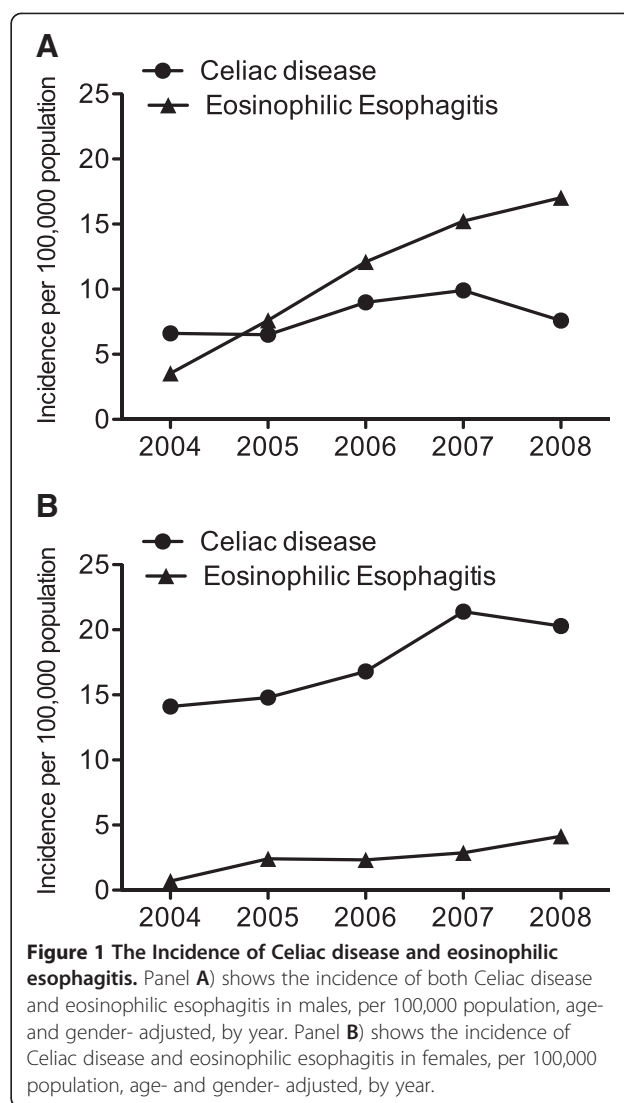 A
Celiac disease
Eosinophilic Esophagitis
Incidence per 100,000 population
25
20
15
10
5
0
2004 2005 2006 2007 2008
B
Celiac disease
Eosinophilic Esophagitis
Incidence per 100,000 population
25
20
15
10
5
0
2004 2005 2006 2007 2008
Figure 1 The Incidence of Celiac disease and eosinophilic
esophagitis. Panel A) shows the incidence of both Celiac disease
and eosinophilic esophagitis in males, per 100,000 population, age-
and gender- adjusted, by year. Panel B) shows the incidence of
Celiac disease and eosinophilic esophagitis in females, per 100,000
population, age- and gender- adjusted, by year.